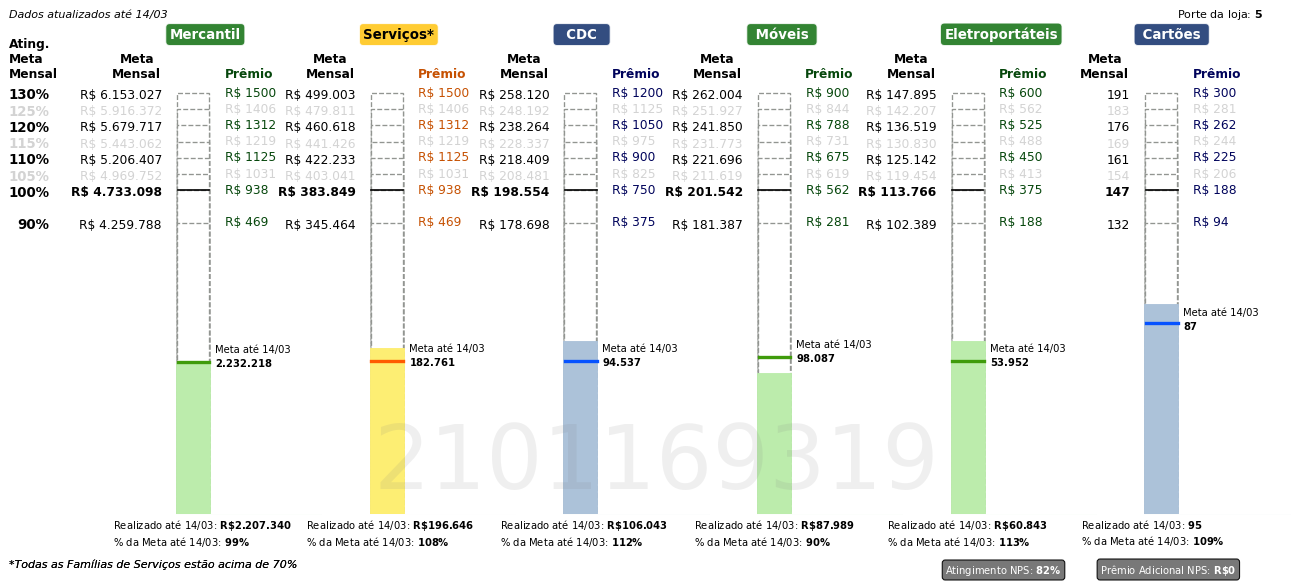 Dados atualizados até 14/03
Porte da loja: 5
Mercantil Serviços* CDC Móveis Eletroportáteis Cartões
Ating.
Meta Meta Meta Meta Meta Meta Meta
Mensal Mensal Prêmio Mensal Prêmio Mensal Prêmio Mensal Prêmio Mensal Prêmio Mensal Prêmio
130% R$ 6.153.027 R$ 1500 R$ 499.003 R$ 1500 R$ 258.120 R$ 1200 R$ 262.004 R$ 900 R$ 147.895 R$ 600 191 R$ 300
125% R$ 5.916.372 R$ 1406 R$ 479.811 R$ 1406 R$ 248.192 R$ 1125 R$ 251.927 R$ 844 R$ 142.207 R$ 562 183 R$ 281
120% R$ 5.679.717 R$ 1312 R$ 460.618 R$ 1312 R$ 238.264 R$ 1050 R$ 241.850 R$ 788 R$ 136.519 R$ 525 176 R$ 262
115% R$ 5.443.062 R$ 1219 R$ 441.426 R$ 1219 R$ 228.337 R$ 975 R$ 231.773 R$ 731 R$ 130.830 R$ 488 169 R$ 244
110% R$ 5.206.407 R$ 1125 R$ 422.233 R$ 1125 R$ 218.409 R$ 900 R$ 221.696 R$ 675 R$ 125.142 R$ 450 161 R$ 225
105% R$ 4.969.752 R$ 1031 R$ 403.041 R$ 1031 R$ 208.481 R$ 825 R$ 211.619 R$ 619 R$ 119.454 R$ 413 154 R$ 206
100% R$ 4.733.098 R$ 938 R$ 383.849 R$ 938 R$ 198.554 R$ 750 R$ 201.542 R$ 562 R$ 113.766 R$ 375 147 R$ 188
90% R$ 4.259.788 R$ 469 R$ 345.464 R$ 469 R$ 178.698 R$ 375 R$ 181.387 R$ 281 R$ 102.389 R$ 188 132 R$ 94
Meta até 14/03 Meta até 14/03 Meta até 14/03 Meta até 14/03 Meta até 14/03 Meta até 14/03
2.232.218 182.761 94.537 98.087 53.952 87
2101169319
Realizado até 14/03: R$2.207.340 Realizado até 14/03: R$196.646 Realizado até 14/03: R$106.043 Realizado até 14/03: R$87.989 Realizado até 14/03: R$60.843 Realizado até 14/03: 95
% da Meta até 14/03: 99% % da Meta até 14/03: 108% % da Meta até 14/03: 112% % da Meta até 14/03: 90% % da Meta até 14/03: 113% % da Meta até 14/03: 109%
*Todas as Famílias de Serviços estão acima de 70%
Atingimento NPS: 82% Prêmio Adicional NPS: R$0